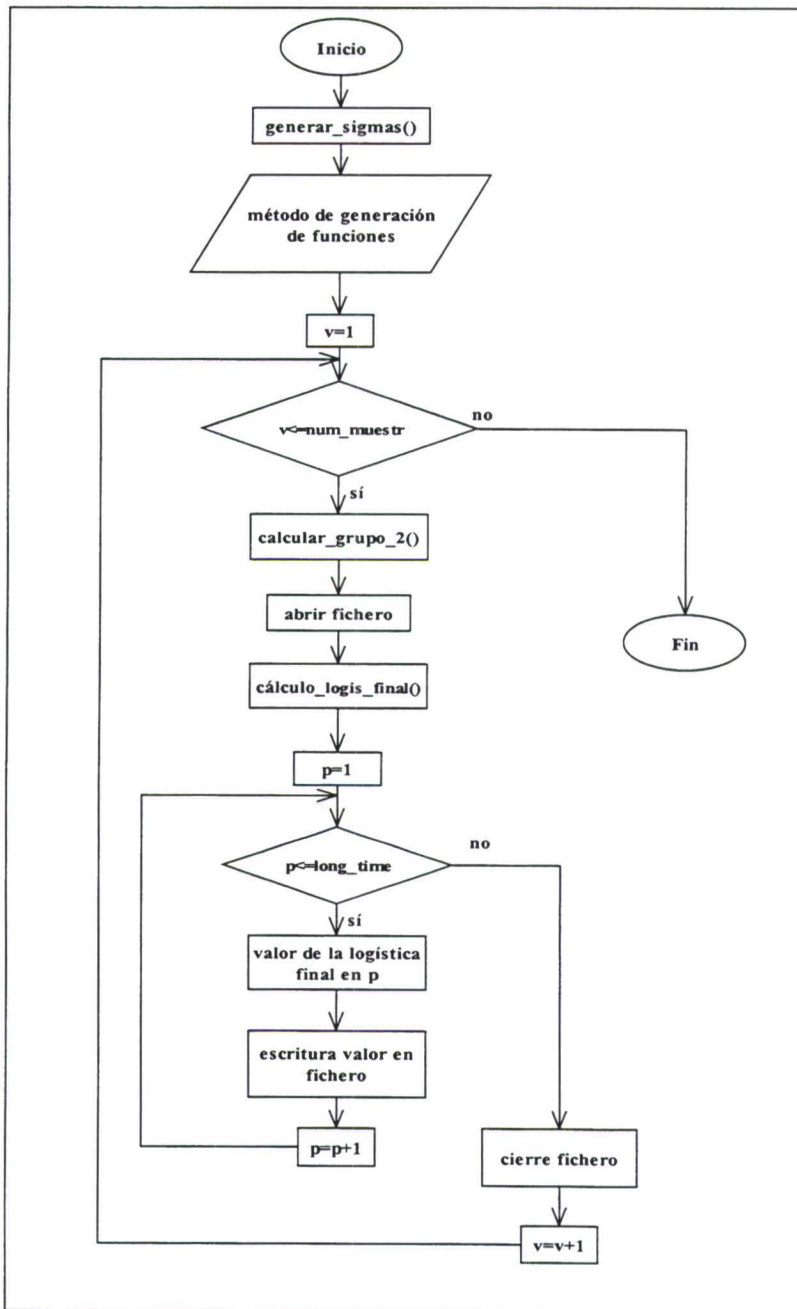 Inicio
generar_sigmas()
método de generación
de funciones
v=1
v<=num_muestr
no
sí
calcular_grupo_2()
abrir fichero
Fin
cálculo_logis_final()
p=1
p<=long_time
no
sí
valor de la logística
final en p
escritura valor en
fichero
p=p+1
cierre fichero
v=v+1